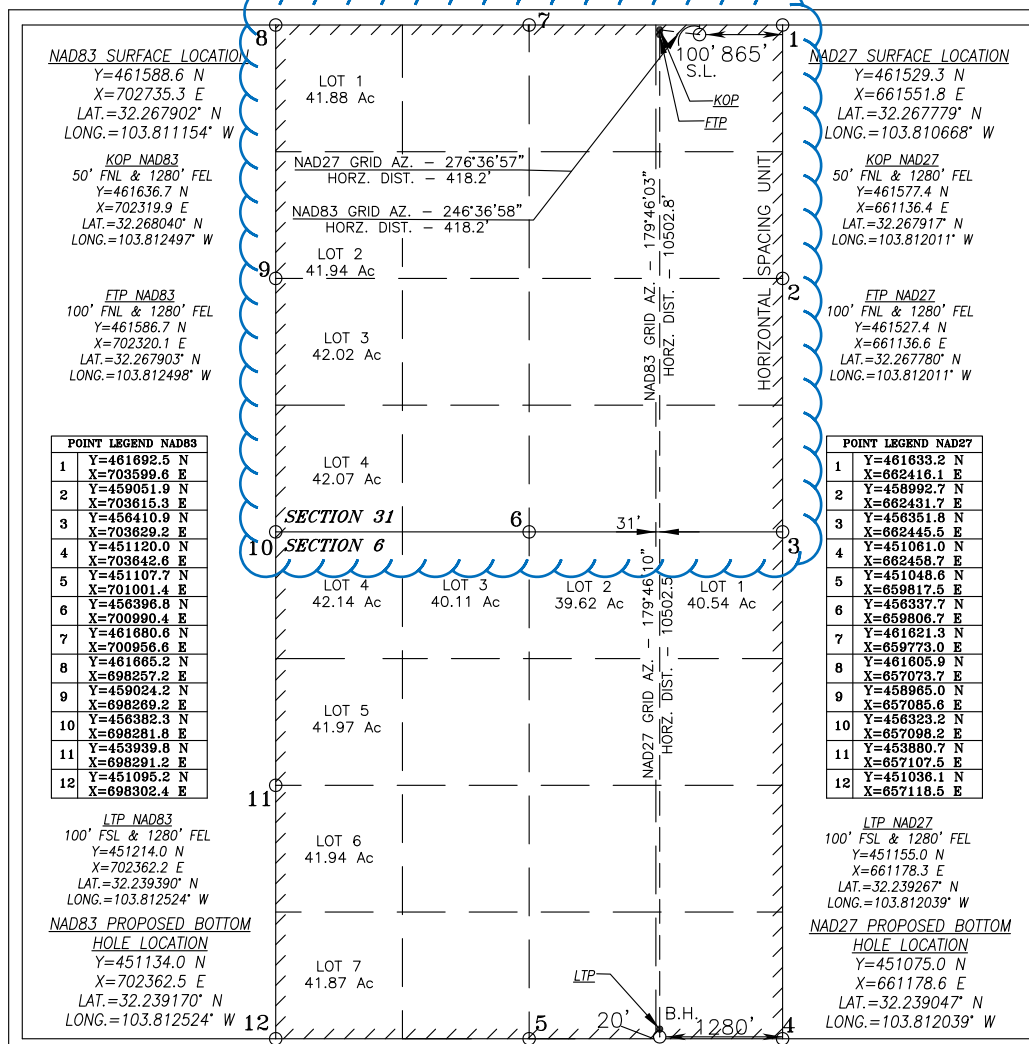 8
7
1
NAD83 SURFACE LOCATION
Y=461588.6 N
X=702735.3 E
LAT.=32.267902° N
LONG.=103.811154° W
KOP NAD83
50' FNL & 1280' FEL
Y=461636.7 N
X=702319.9 E
LAT.=32.268040° N
LONG.=103.812497° W
FTP NAD83
100' FNL & 1280' FEL
Y=461586.7 N
X=702320.1 E
LAT.=32.267903° N
LONG.=103.812498° W
POINT LEGEND NAD83
1 Y=461692.5 N
X=703599.6 E
2 Y=459051.9 N
X=703615.3 E
3 Y=456410.9 N
X=703629.2 E
4 Y=451120.0 N
X=703642.6 E
5 Y=451107.7 N
X=701001.4 E
6 Y=456396.8 N
X=700990.4 E
7 Y=461680.6 N
X=700956.6 E
8 Y=461665.2 N
X=698257.2 E
9 Y=459024.2 N
X=698269.2 E
10 Y=456382.3 N
X=698281.8 E
11 Y=453939.8 N
X=698291.2 E
12 Y=451095.2 N
X=698302.4 E
LTP NAD83
100' FSL & 1280' FEL
Y=451214.0 N
X=702362.2 E
LAT.=32.239390° N
LONG.=103.812524° W
NAD83 PROPOSED BOTTOM
HOLE LOCATION
Y=451134.0 N
X=702362.5 E
LAT.=32.239170° N
LONG.=103.812524° W
LOT 1
41.88 Ac
100' 865'
S.L.
KOP
FTP
NAD27 GRID AZ. - 276°36'57"
HORZ. DIST. - 418.2'
NAD83 GRID AZ. - 246°36'58"
HORZ. DIST. - 418.2'
LOT 2
41.94 Ac
9
2
LOT 3
42.02 Ac
NAD83 GRID AZ. - 179°46'03"
HORZ. DIST. - 10502.8'
HORIZONTAL SPACING UNIT
LOT 4
42.07 Ac
SECTION 31
10
6
31'
3
SECTION 6
LOT 4
42.14 Ac
LOT 3
40.11 Ac
LOT 2
39.62 Ac
LOT 1
40.54 Ac
NAD27 GRID AZ. - 179°46'10"
HORZ. DIST. - 10502.5'
LOT 5
41.97 Ac
11
LOT 6
41.94 Ac
LOT 7
41.87 Ac
LTP
B.H.
20'
1280'
12
5
4
NAD27 SURFACE LOCATION
Y=461529.3 N
X=661551.8 E
LAT.=32.267779° N
LONG.=103.810668° W
KOP NAD27
50' FNL & 1280' FEL
Y=461577.4 N
X=661136.4 E
LAT.=32.267917° N
LONG.=103.812011° W
FTP NAD27
100' FNL & 1280' FEL
Y=461527.4 N
X=661136.6 E
LAT.=32.267780° N
LONG.=103.812011° W
POINT LEGEND NAD27
1 Y=461633.2 N
X=662416.1 E
2 Y=458992.7 N
X=662431.7 E
3 Y=456351.8 N
X=662445.5 E
4 Y=451061.0 N
X=662458.7 E
5 Y=451048.6 N
X=659817.5 E
6 Y=456337.7 N
X=659806.7 E
7 Y=461621.3 N
X=659773.0 E
8 Y=461605.9 N
X=657073.7 E
9 Y=458965.0 N
X=657085.6 E
10 Y=456323.2 N
X=657098.2 E
11 Y=453880.7 N
X=657107.5 E
12 Y=451036.1 N
X=657118.5 E
LTP NAD27
100' FSL & 1280' FEL
Y=451155.0 N
X=661178.3 E
LAT.=32.239267° N
LONG.=103.812039° W
NAD27 PROPOSED BOTTOM
HOLE LOCATION
Y=451075.0 N
X=661178.6 E
LAT.=32.239047° N
LONG.=103.812039° W